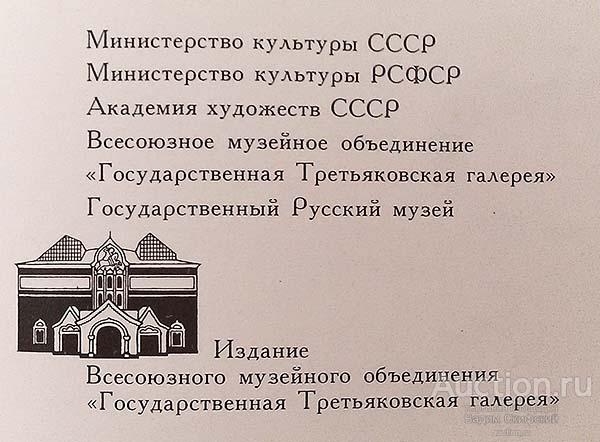 Министерство культуры СССР
Министерство культуры РСФСР
Академия художеств СССР
Всесоюзное музейное объединение
«Государственная Третьяковская галерея»
Государственный Русский музей
Издание
Всесоюзного музейного объединения
«Государственная Третьяковская галерея»
Auction.ru